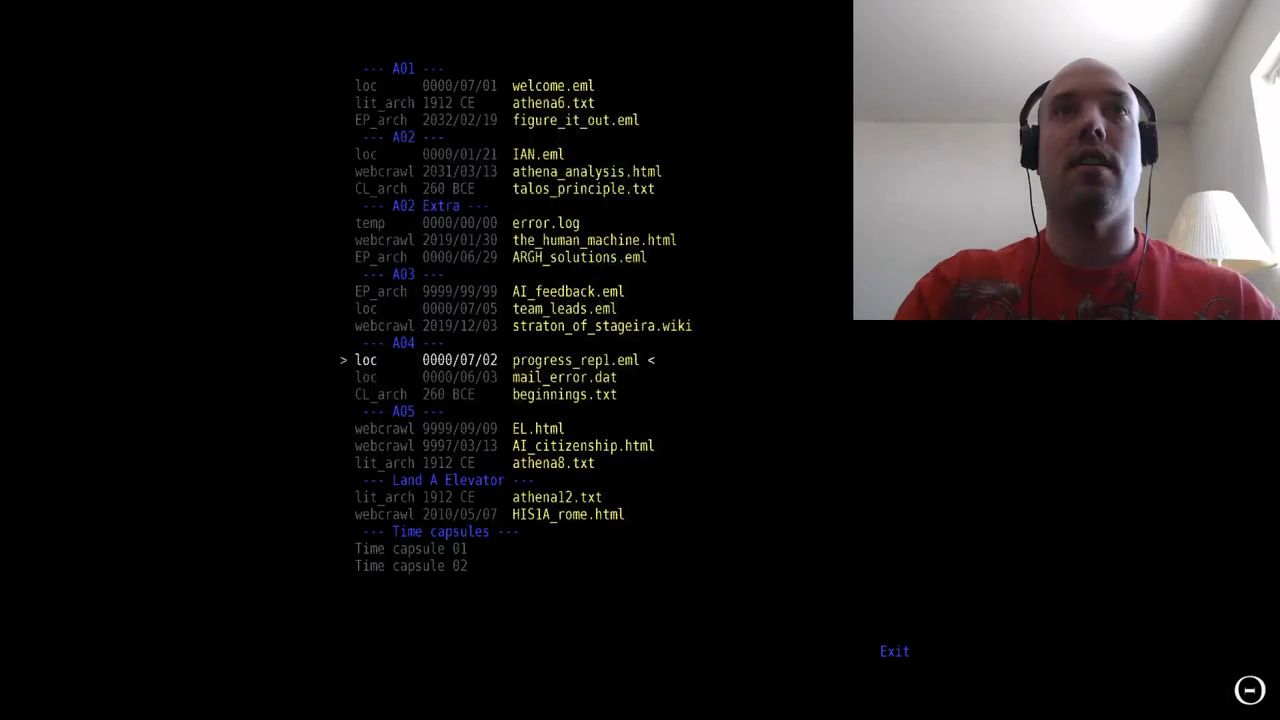 --- A01 ---
loc 0000/07/01 welcome.eml
lit_arch 1912 CE athena6.txt
EP_arch 2032/02/19 figure_it_out.eml
--- A02 ---
loc 0000/01/21 IAN.eml
webcrawl 2031/03/13 athena_analysis.html
CL_arch 260 BCE talos_principle.txt
--- A02 Extra ---
temp 0000/00/00 error.log
webcrawl 2019/01/30 the_human_machine.html
EP_arch 0000/06/29 ARGH_solutions.eml
--- A03 ---
EP_arch 9999/99/99 AI_feedback.eml
loc 0000/07/05 team_leads.eml
webcrawl 2019/12/03 straton_of_stageira.wiki
--- A04 ---
> loc 0000/07/02 progress_rep1.eml <
loc 0000/06/03 mail_error.dat
CL_arch 260 BCE beginnings.txt
--- A05 ---
webcrawl 9999/09/09 EL.html
webcrawl 9997/03/13 AI_citizenship.html
lit_arch 1912 CE athena8.txt
--- Land A Elevator ---
lit_arch 1912 CE athena12.txt
webcrawl 2010/05/07 HIS1A_rome.html
--- Time capsules ---
Time capsule 01
Time capsule 02
Exit